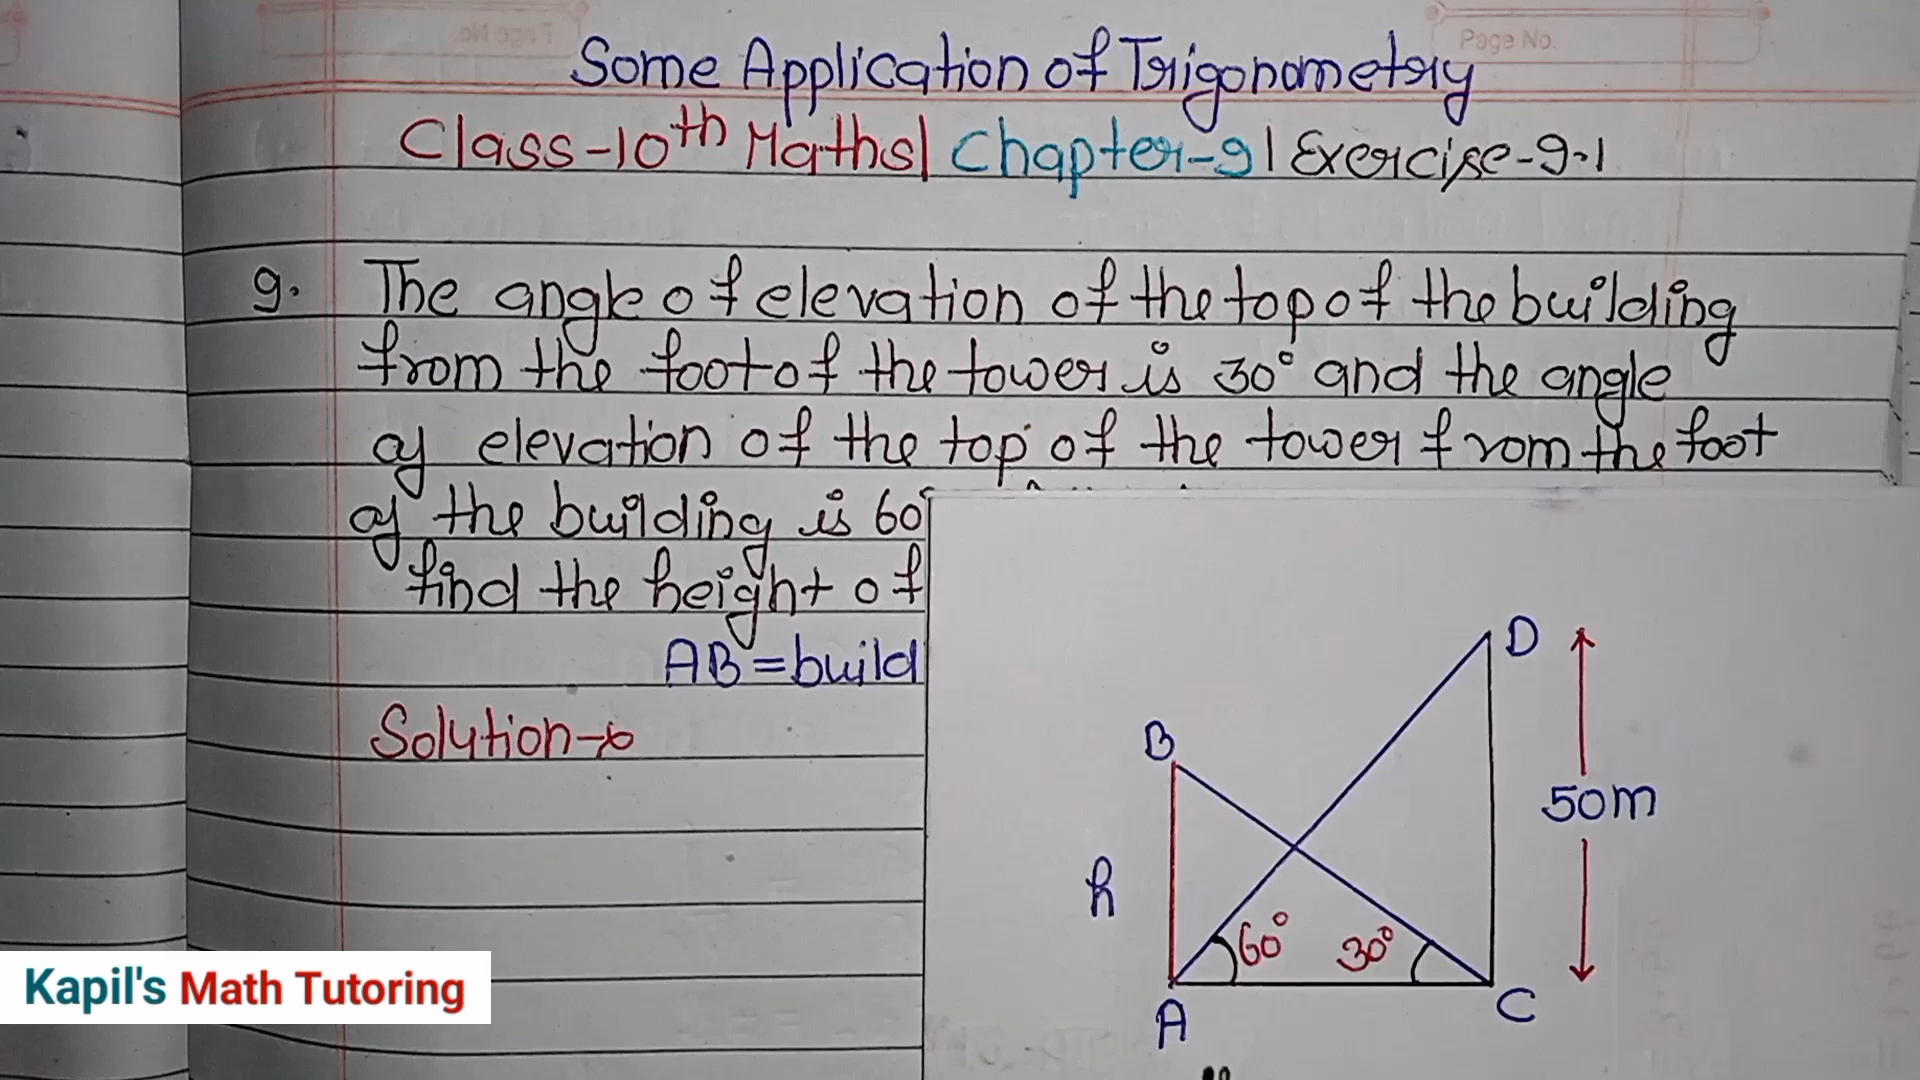 Page No.
Some Application of Trigonometry
Class-10th Maths| Chapter-9| Exercise-9.1
9. The angle of elevation of the top of the building
from the foot of the tower is 30° and the angle
of elevation of the top of the tower from the foot
of the building is 60°
find the height of
AB = build
Solution→
D
B
50m
h
60° 30°
A C
Kapil's Math Tutoring